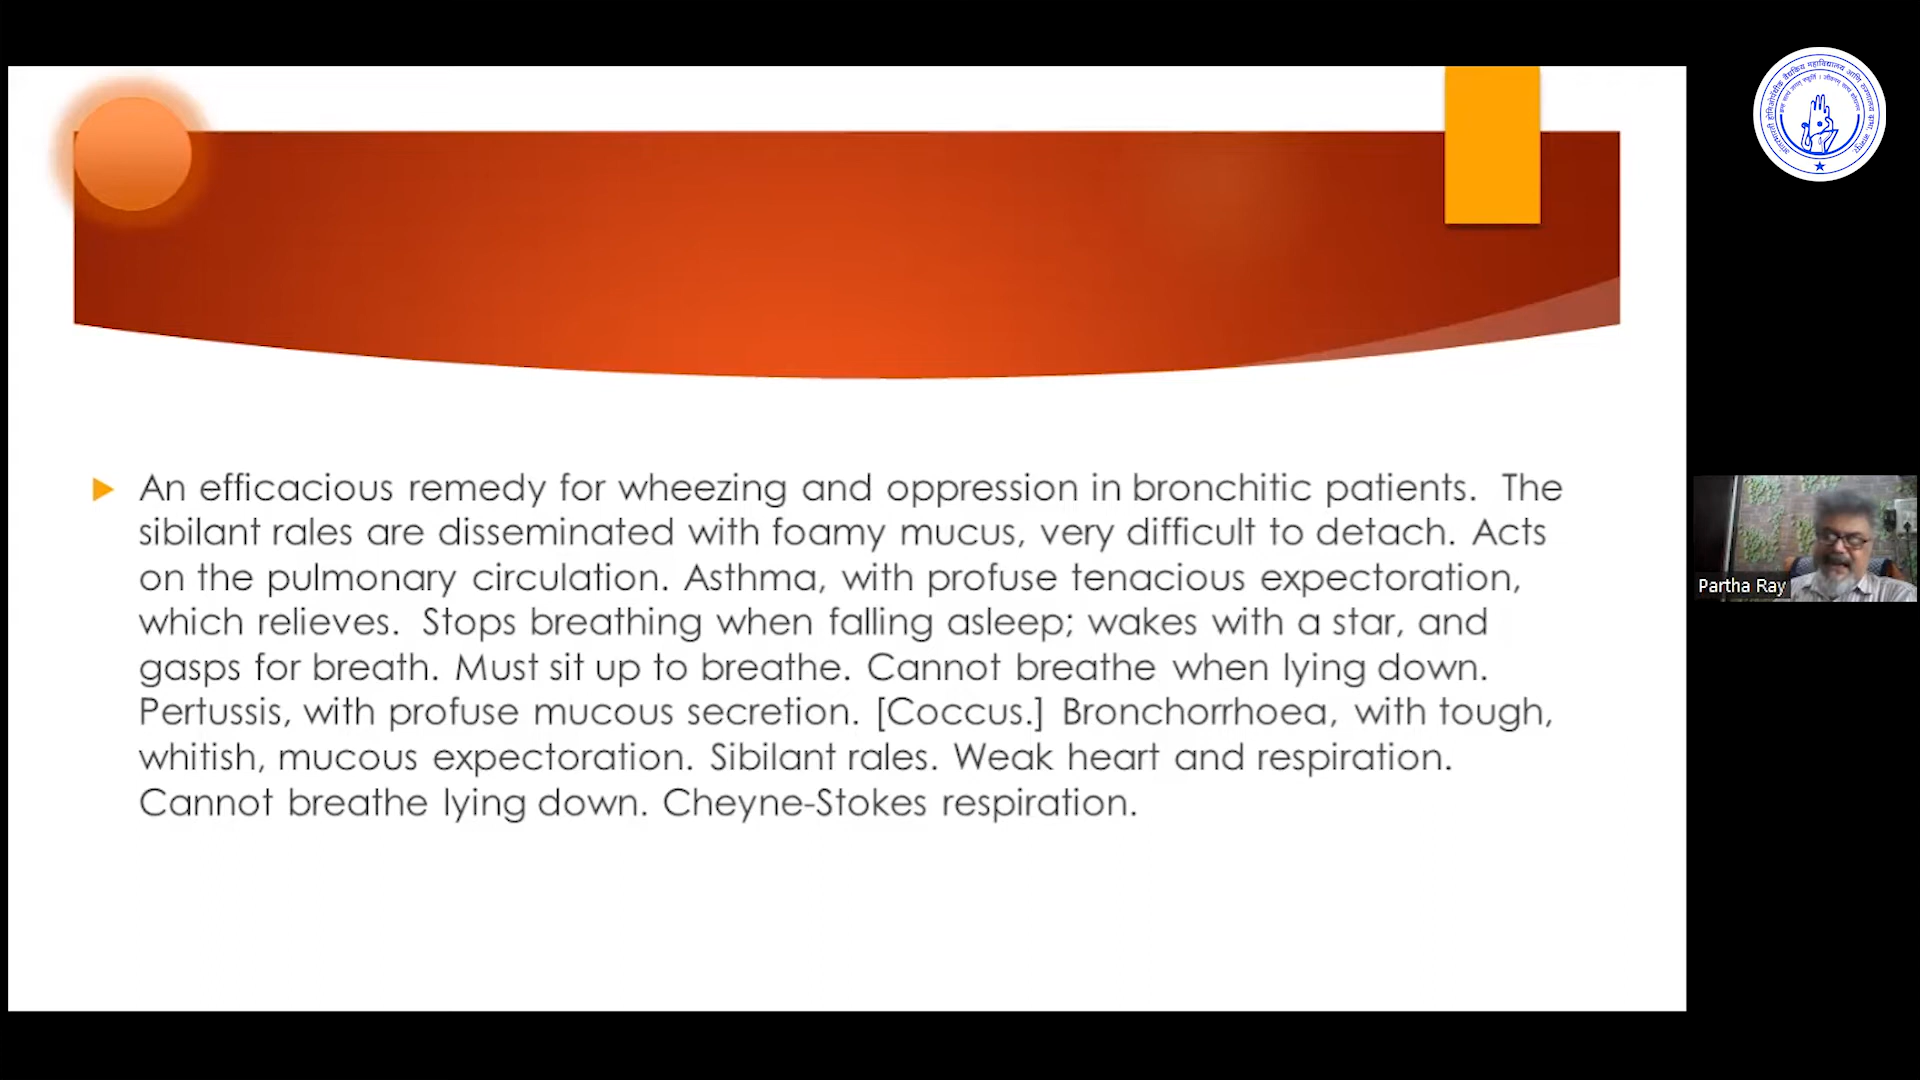 An efficacious remedy for wheezing and oppression in bronchitic patients. The
sibilant rales are disseminated with foamy mucus, very difficult to detach. Acts
on the pulmonary circulation. Asthma, with profuse tenacious expectoration,
which relieves. Stops breathing when falling asleep; wakes with a star, and
gasps for breath. Must sit up to breathe. Cannot breathe when lying down.
Pertussis, with profuse mucous secretion. [Coccus.] Bronchorrhoea, with tough,
whitish, mucous expectoration. Sibilant rales. Weak heart and respiration.
Cannot breathe lying down. Cheyne-Stokes respiration.
Partha Ray